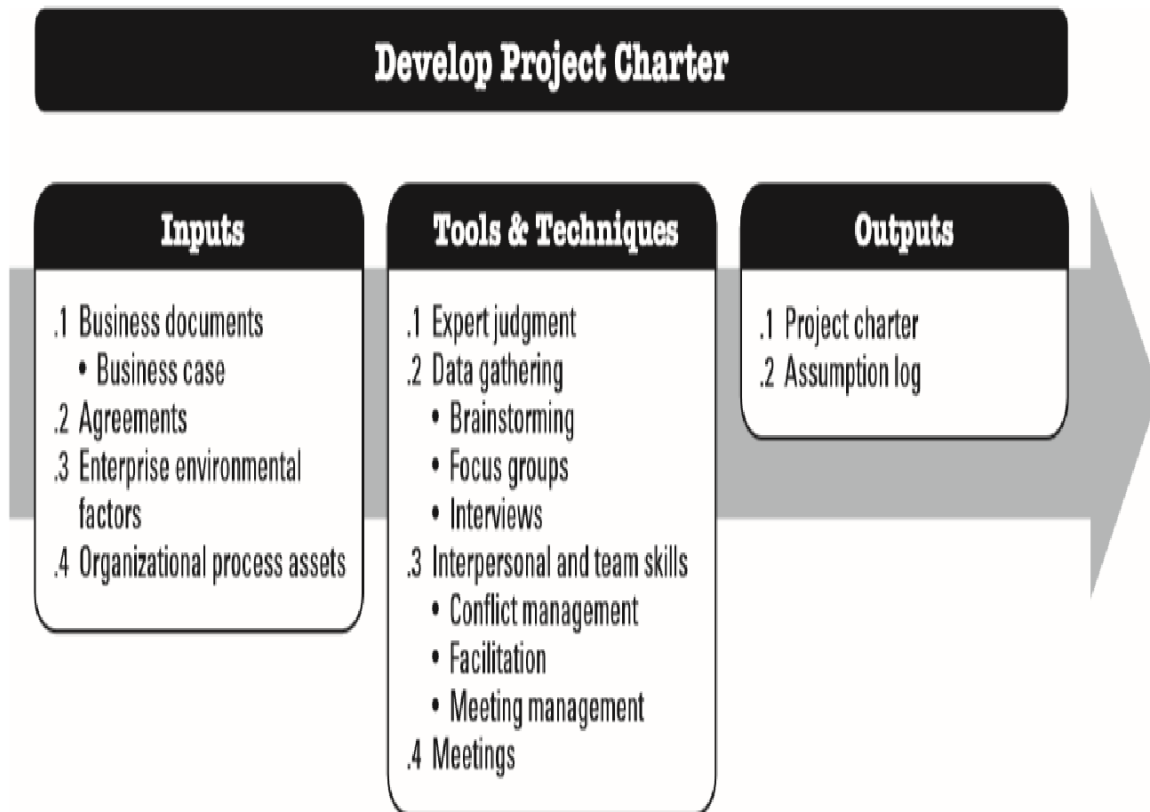 Develop Project Charter
Inputs
.1 Business documents
• Business case
.2 Agreements
.3 Enterprise environmental
factors
.4 Organizational process assets
Tools & Techniques
.1 Expert judgment
.2 Data gathering
• Brainstorming
• Focus groups
• Interviews
.3 Interpersonal and team skills
• Conflict management
• Facilitation
• Meeting management
.4 Meetings
Outputs
.1 Project charter
.2 Assumption log